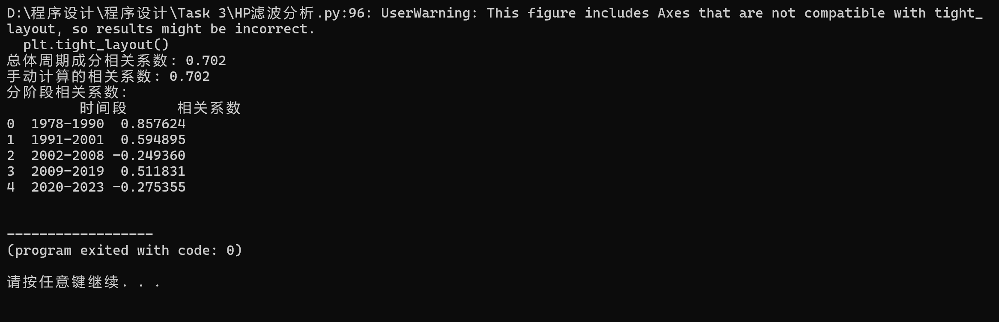 D:\程序设计\程序设计\Task 3\HP滤波分析.py:96: UserWarning: This figure includes Axes that are not compatible with tight_
layout, so results might be incorrect.
  plt.tight_layout()
总体周期成分相关系数: 0.702
手动计算的相关系数: 0.702
分阶段相关系数:
         时间段      相关系数
0  1978-1990  0.857624
1  1991-2001  0.594895
2  2002-2008 -0.249360
3  2009-2019  0.511831
4  2020-2023 -0.275355
------------------
(program exited with code: 0)
请按任意键继续. . .